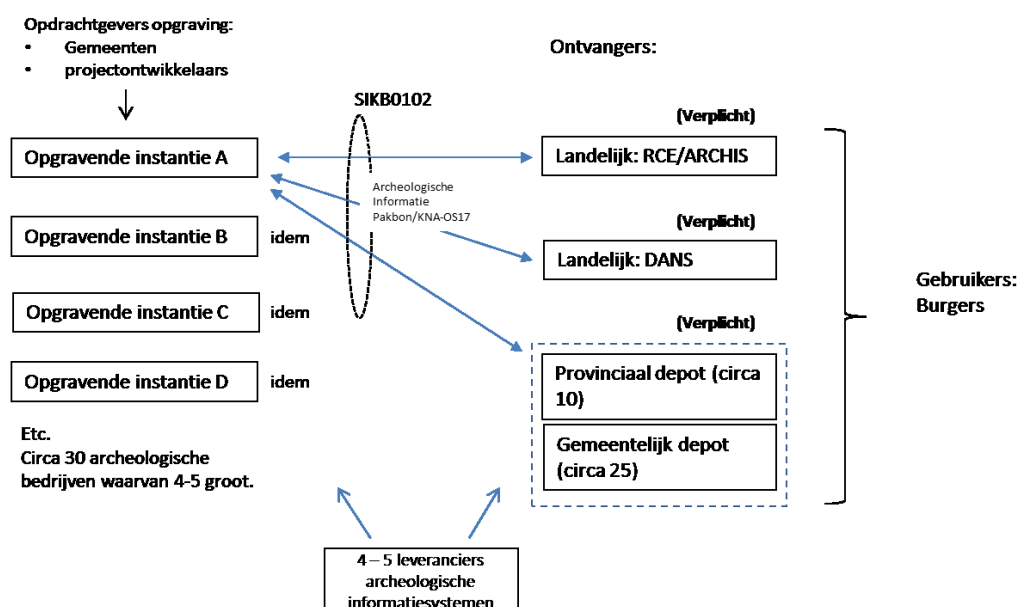 Opdrachtgevers opgraving:
• Gemeenten
• projectontwikkelaars
Ontvangers:
SIKB0102
(Verplicht)
Opgravende instantie A
Landelijk: RCE/ARCHIS
Archeologische
Informatie
Pakbon/KNA-OS17
(Verplicht)
Opgravende instantie B
idem
Landelijk: DANS
Gebruikers:
Burgers
Opgravende instantie C
idem
(Verplicht)
Opgravende instantie D
idem
Provinciaal depot (circa
10)
Gemeentelijk depot
(circa 25)
Etc.
Circa 30 archeologische
bedrijven waarvan 4-5 groot.
4 – 5 leveranciers
archeologische
informatiesystemen